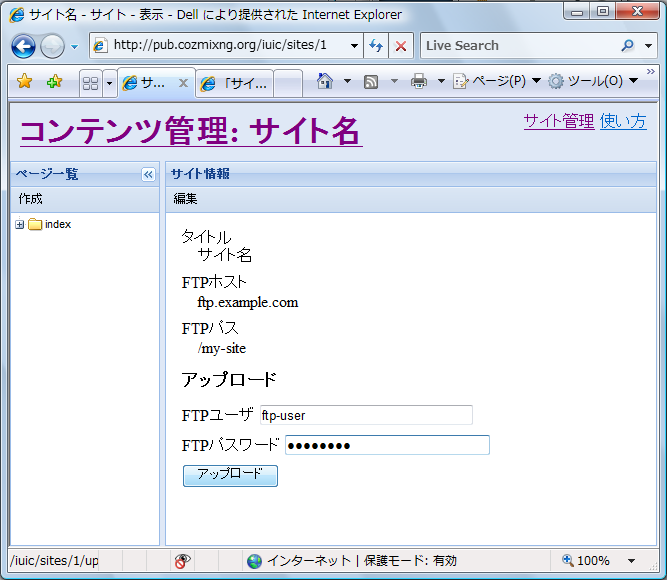 サイト名 - サイト - 表示 - Dell により提供された Internet Explorer
http://pub.cozmixng.org/iuic/sites/1
Live Search
サ...
「サイ...
ページ(P)
ツール(O)
»
コンテンツ管理: サイト名
サイト管理 使い方
ページ一覧
サイト情報
作成
編集
index
タイトル
サイト名
FTPホスト
ftp.example.com
FTPパス
/my-site
アップロード
FTPユーザ ftp-user
FTPパスワード ●●●●●●●●
アップロード
/iuic/sites/1/up
インターネット | 保護モード: 有効
100%